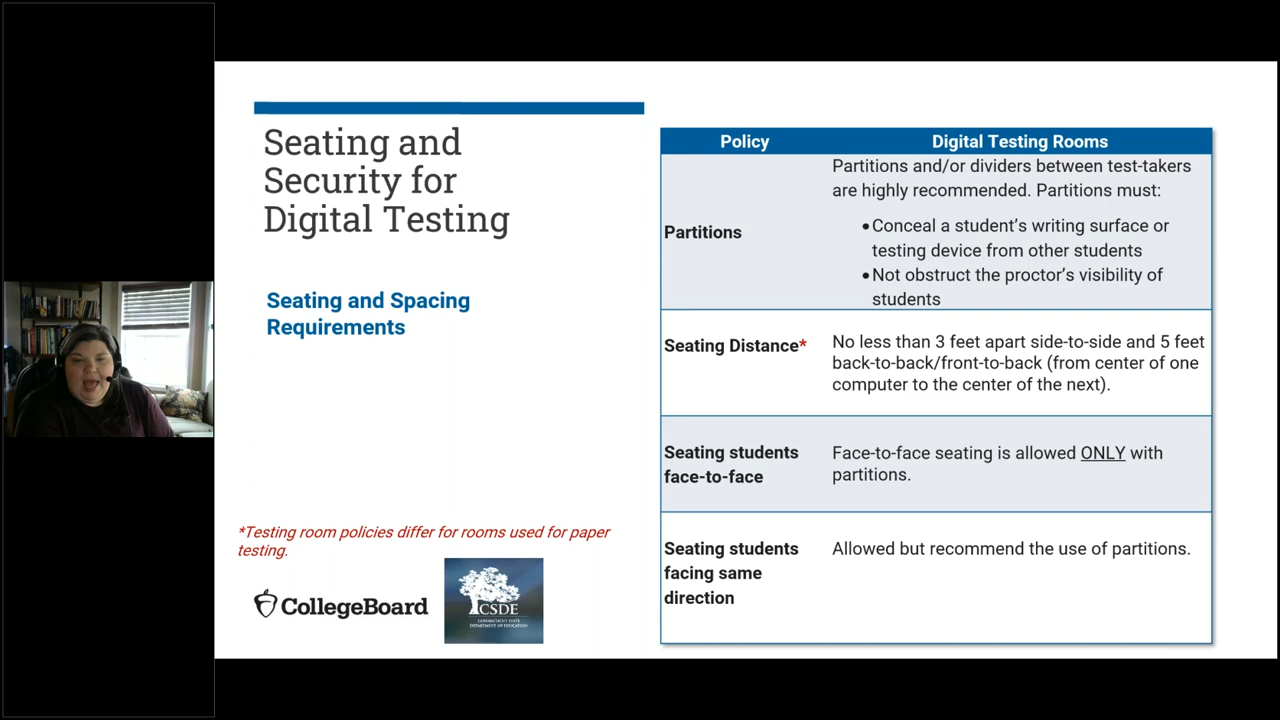 Seating and
Security for
Digital Testing
Seating and Spacing
Requirements
*Testing room policies differ for rooms used for paper
testing.
CollegeBoard
CSDE
CONNECTICUT STATE
DEPARTMENT OF EDUCATION
Policy
Digital Testing Rooms
Partitions
Partitions and/or dividers between test-takers
are highly recommended. Partitions must:
•Conceal a student's writing surface or
testing device from other students
•Not obstruct the proctor's visibility of
students
Seating Distance*
No less than 3 feet apart side-to-side and 5 feet
back-to-back/front-to-back (from center of one
computer to the center of the next).
Seating students
face-to-face
Face-to-face seating is allowed ONLY with
partitions.
Seating students
facing same
direction
Allowed but recommend the use of partitions.